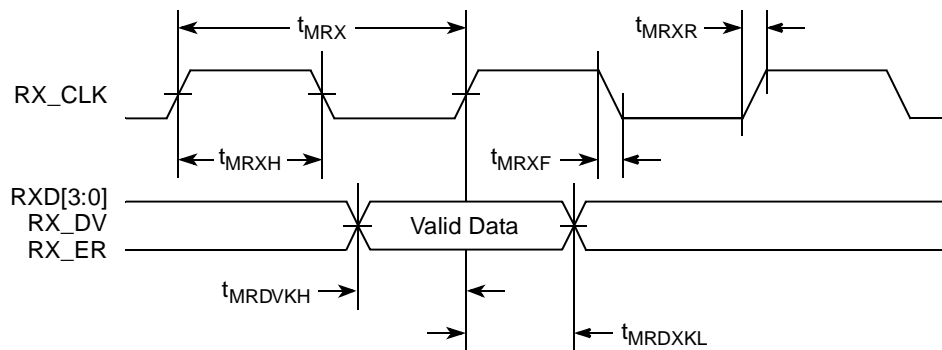 tMRX
tMRXR
RX_CLK
tMRXH
tMRXF
RXD[3:0]
RX_DV
Valid Data
RX_ER
tMRDVKH
tMRDXKL